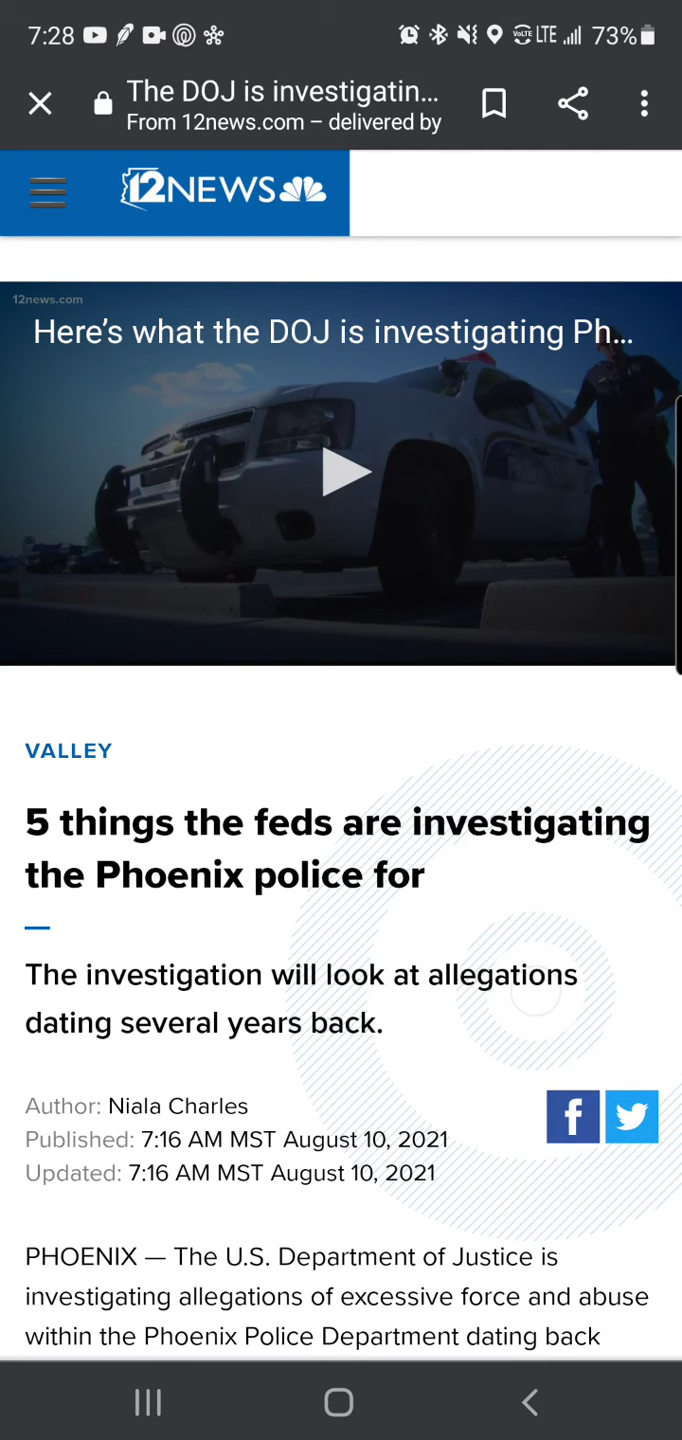 7:28
VoLTE LTE 73%
The DOJ is investigatin...
From 12news.com – delivered by
12NEWS
12news.com
Here's what the DOJ is investigating Ph...
VALLEY
5 things the feds are investigating
the Phoenix police for
The investigation will look at allegations
dating several years back.
Author: Niala Charles
Published: 7:16 AM MST August 10, 2021
Updated: 7:16 AM MST August 10, 2021
PHOENIX — The U.S. Department of Justice is
investigating allegations of excessive force and abuse
within the Phoenix Police Department dating back